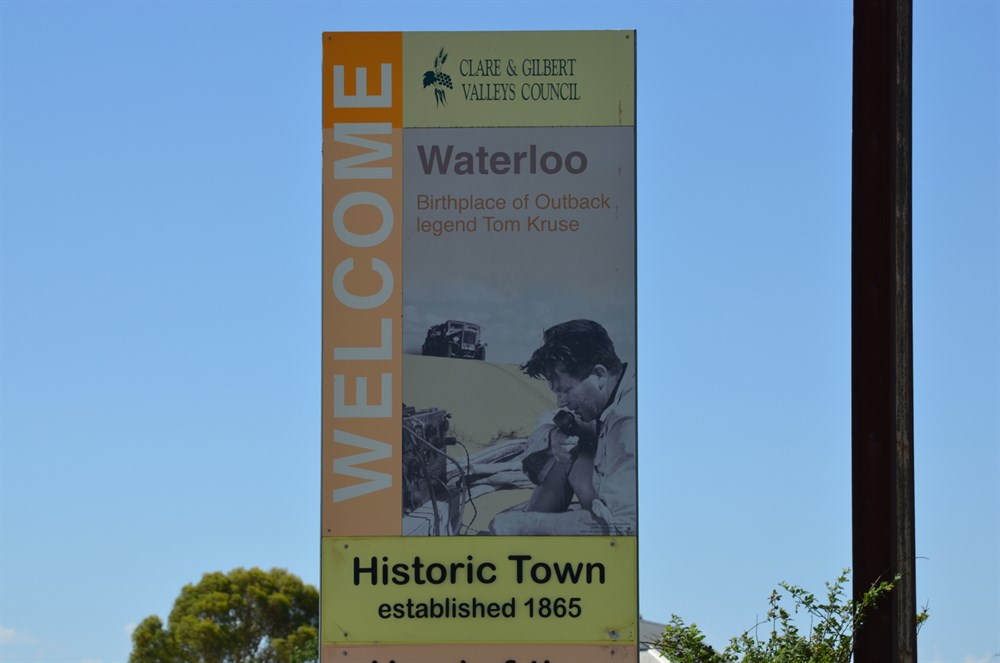 WELCOME
CLARE & GILBERT
VALLEYS COUNCIL
Waterloo
Birthplace of Outback
legend Tom Kruse
Historic Town
established 1865